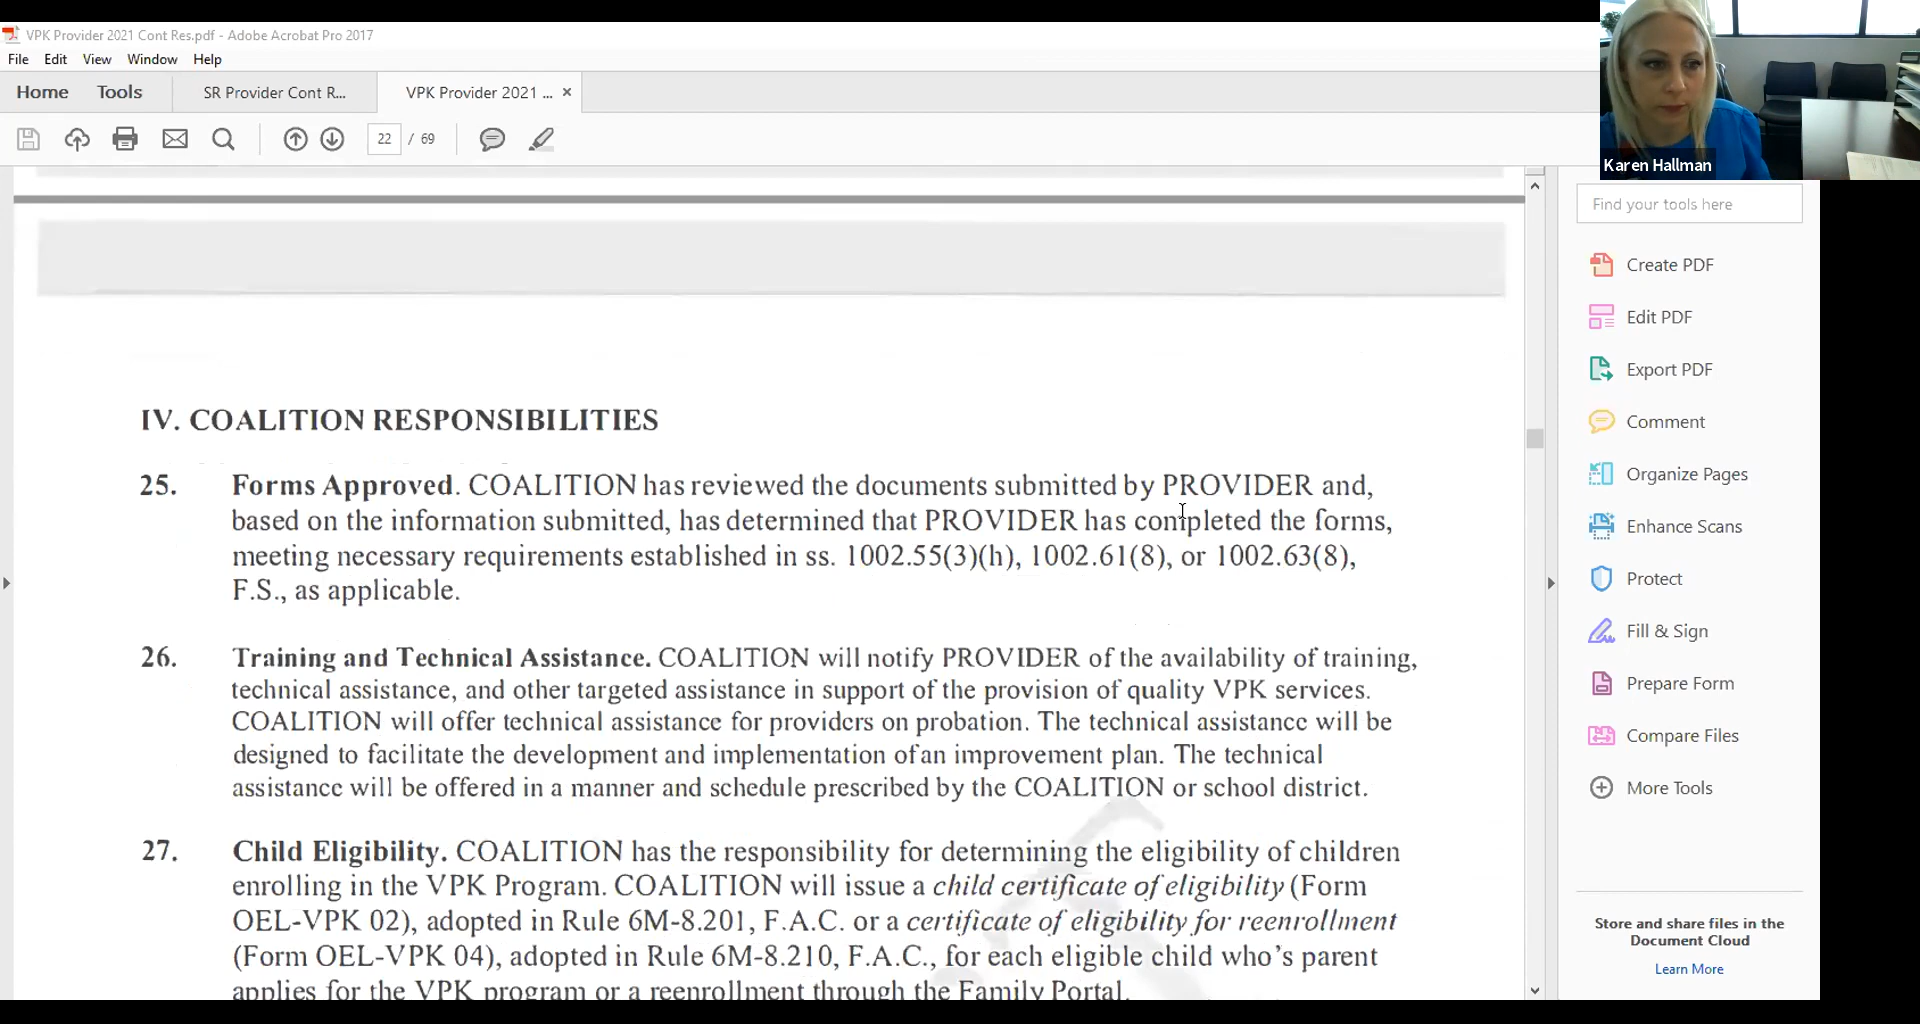 VPK Provider 2021 Cont Res.pdf - Adobe Acrobat Pro 2017
File Edit View Window Help
Home Tools SR Provider Cont R... VPK Provider 2021 ... ×
22 / 69
Karen Hallman
IV. COALITION RESPONSIBILITIES
25. Forms Approved. COALITION has reviewed the documents submitted by PROVIDER and,
based on the information submitted, has determined that PROVIDER has completed the forms,
meeting necessary requirements established in ss. 1002.55(3)(h), 1002.61(8), or 1002.63(8),
F.S., as applicable.
26. Training and Technical Assistance. COALITION will notify PROVIDER of the availability of training,
technical assistance, and other targeted assistance in support of the provision of quality VPK services.
COALITION will offer technical assistance for providers on probation. The technical assistance will be
designed to facilitate the development and implementation of an improvement plan. The technical
assistance will be offered in a manner and schedule prescribed by the COALITION or school district.
27. Child Eligibility. COALITION has the responsibility for determining the eligibility of children
enrolling in the VPK Program. COALITION will issue a child certificate of eligibility (Form
OEL-VPK 02), adopted in Rule 6M-8.201, F.A.C. or a certificate of eligibility for reenrollment
(Form OEL-VPK 04), adopted in Rule 6M-8.210, F.A.C., for each eligible child who's parent
applies for the VPK program or a reenrollment through the Family Portal.
Find your tools here
Create PDF
Edit PDF
Export PDF
Comment
Organize Pages
Enhance Scans
Protect
Fill & Sign
Prepare Form
Compare Files
More Tools
Store and share files in the
Document Cloud
Learn More